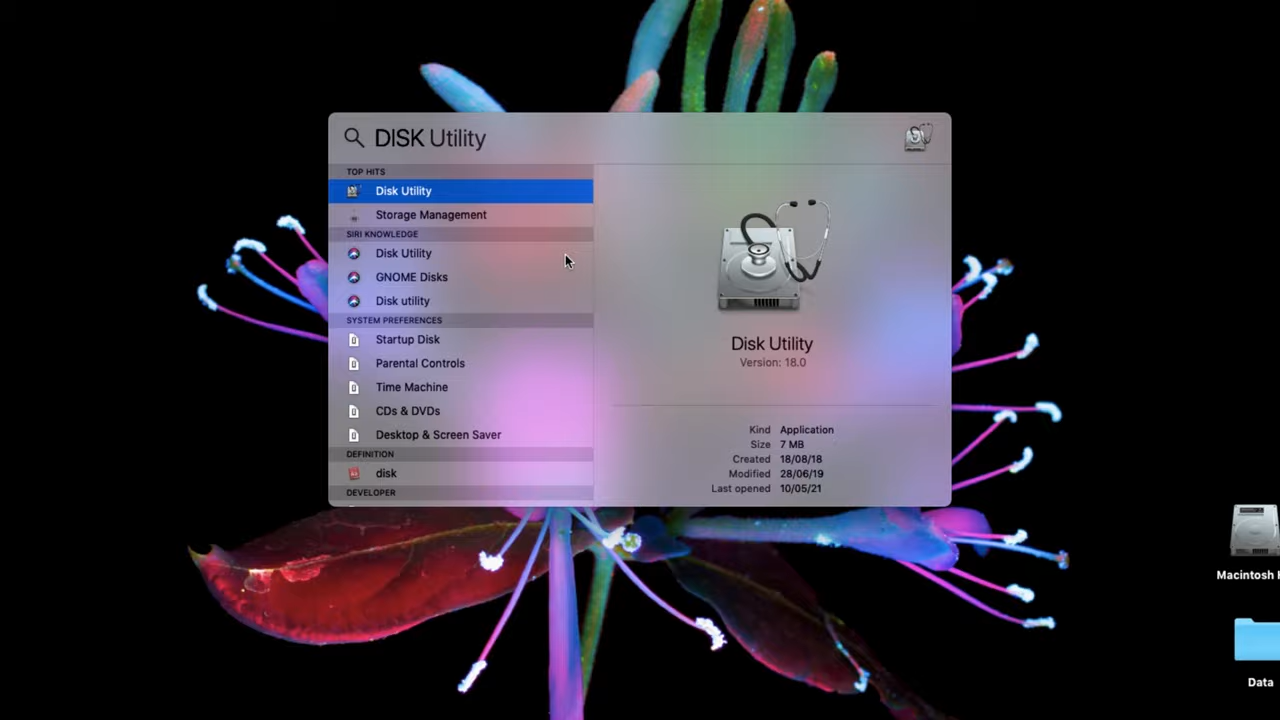 DISK Utility
TOP HITS
Disk Utility
Storage Management
SIRI KNOWLEDGE
Disk Utility
GNOME Disks
Disk utility
SYSTEM PREFERENCES
Startup Disk
Parental Controls
Time Machine
CDs & DVDs
Desktop & Screen Saver
DEFINITION
disk
DEVELOPER
Disk Utility
Version: 18.0
Kind Application
Size 7 MB
Created 18/08/18
Modified 28/06/19
Last opened 10/05/21
Macintosh
Data